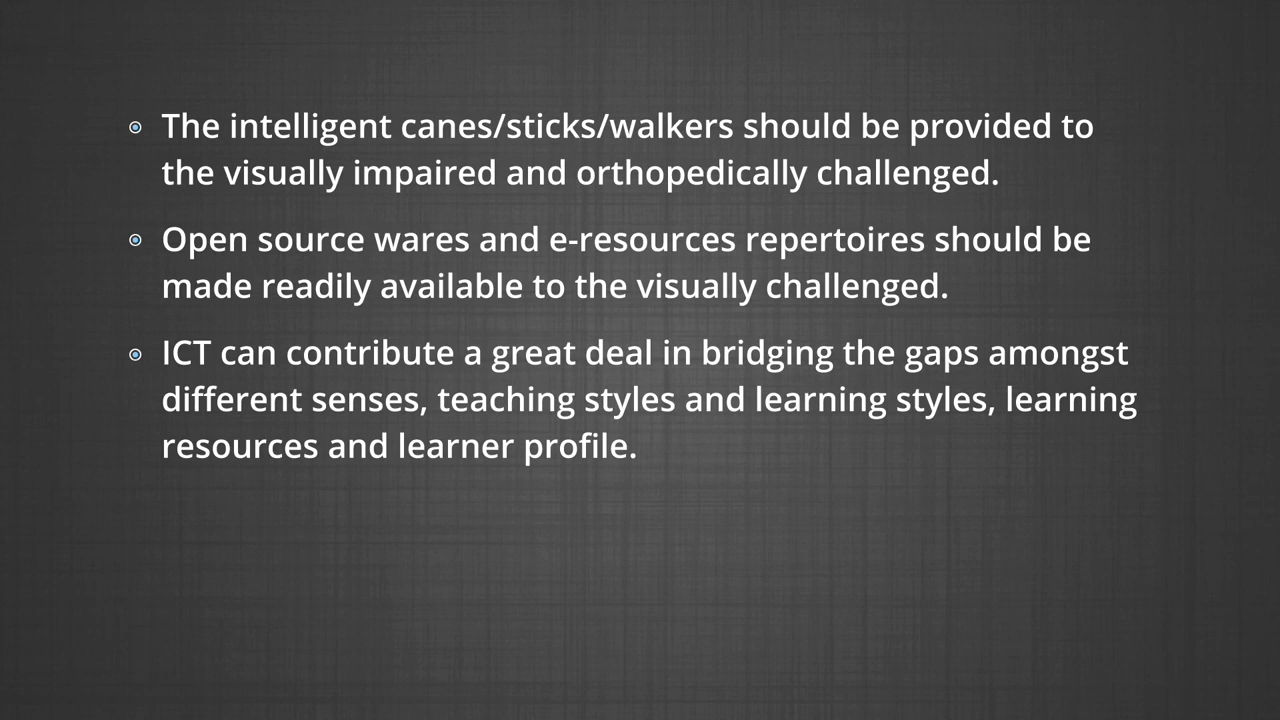 The intelligent canes/sticks/walkers should be provided to
the visually impaired and orthopedically challenged.
Open source wares and e-resources repertoires should be
made readily available to the visually challenged.
ICT can contribute a great deal in bridging the gaps amongst
different senses, teaching styles and learning styles, learning
resources and learner profile.